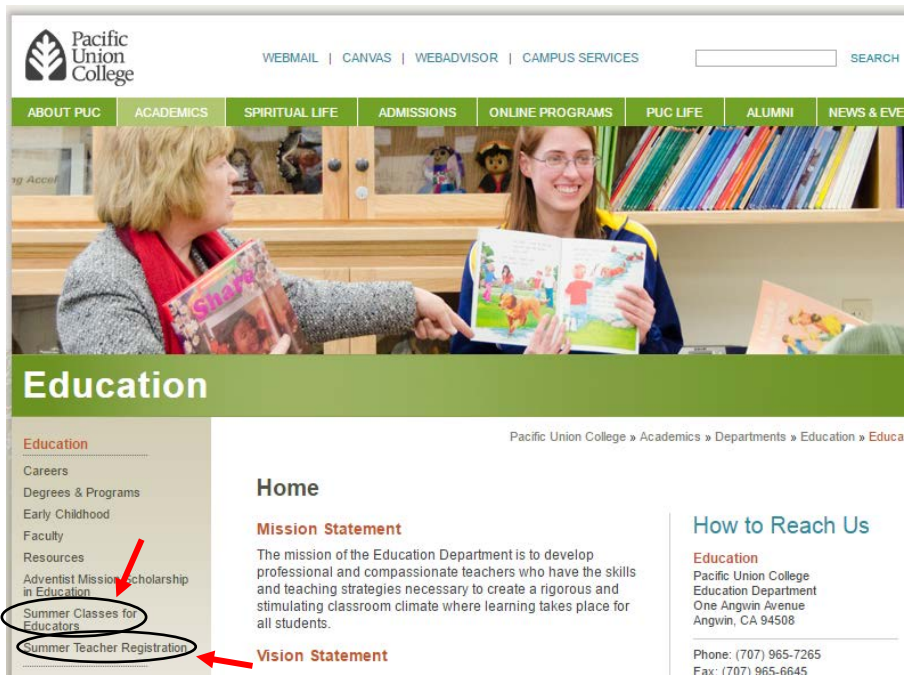 Pacific
Union
College
WEBMAIL | CANVAS | WEBADVISOR | CAMPUS SERVICES
SEARCH
ABOUT PUC ACADEMICS SPIRITUAL LIFE ADMISSIONS ONLINE PROGRAMS PUC LIFE ALUMNI NEWS & EVE
ng Accel
Share
Education
Pacific Union College » Academics » Departments » Education » Educa
Education
Careers
Degrees & Programs
Early Childhood
Faculty
Resources
Adventist Mission Scholarship
in Education
Summer Classes for
Educators
Summer Teacher Registration
Home
Mission Statement
The mission of the Education Department is to develop
professional and compassionate teachers who have the skills
and teaching strategies necessary to create a rigorous and
stimulating classroom climate where learning takes place for
all students.
Vision Statement
How to Reach Us
Education
Pacific Union College
Education Department
One Angwin Avenue
Angwin, CA 94508
Phone: (707) 965-7265
Fax: (707) 965-6645